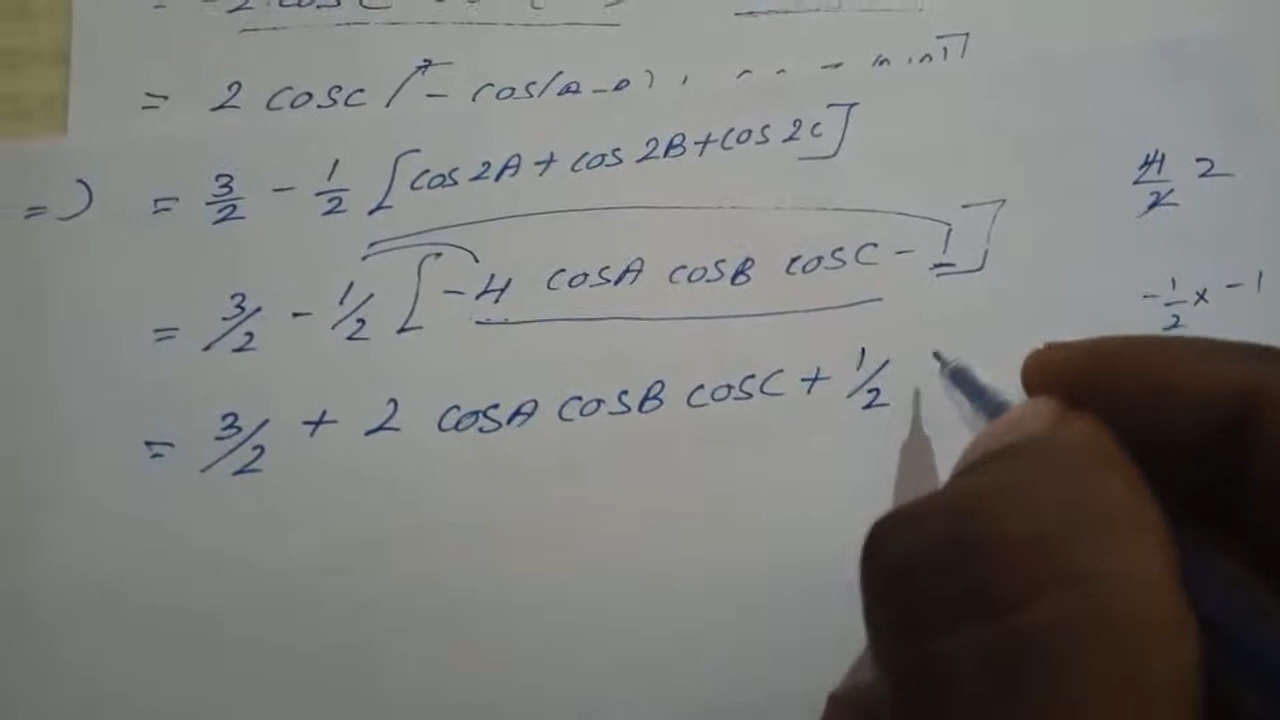 = 2 cosc
=) = 3/2 - 1/2 [cos 2A + cos 2B + cos 2C]
= 3/2 - 1/2 [-4 cosA cosB cosC - 1]
= 3/2 + 2 cosA cosB cosC + 1/2
4/2 2
-1/2 x -1